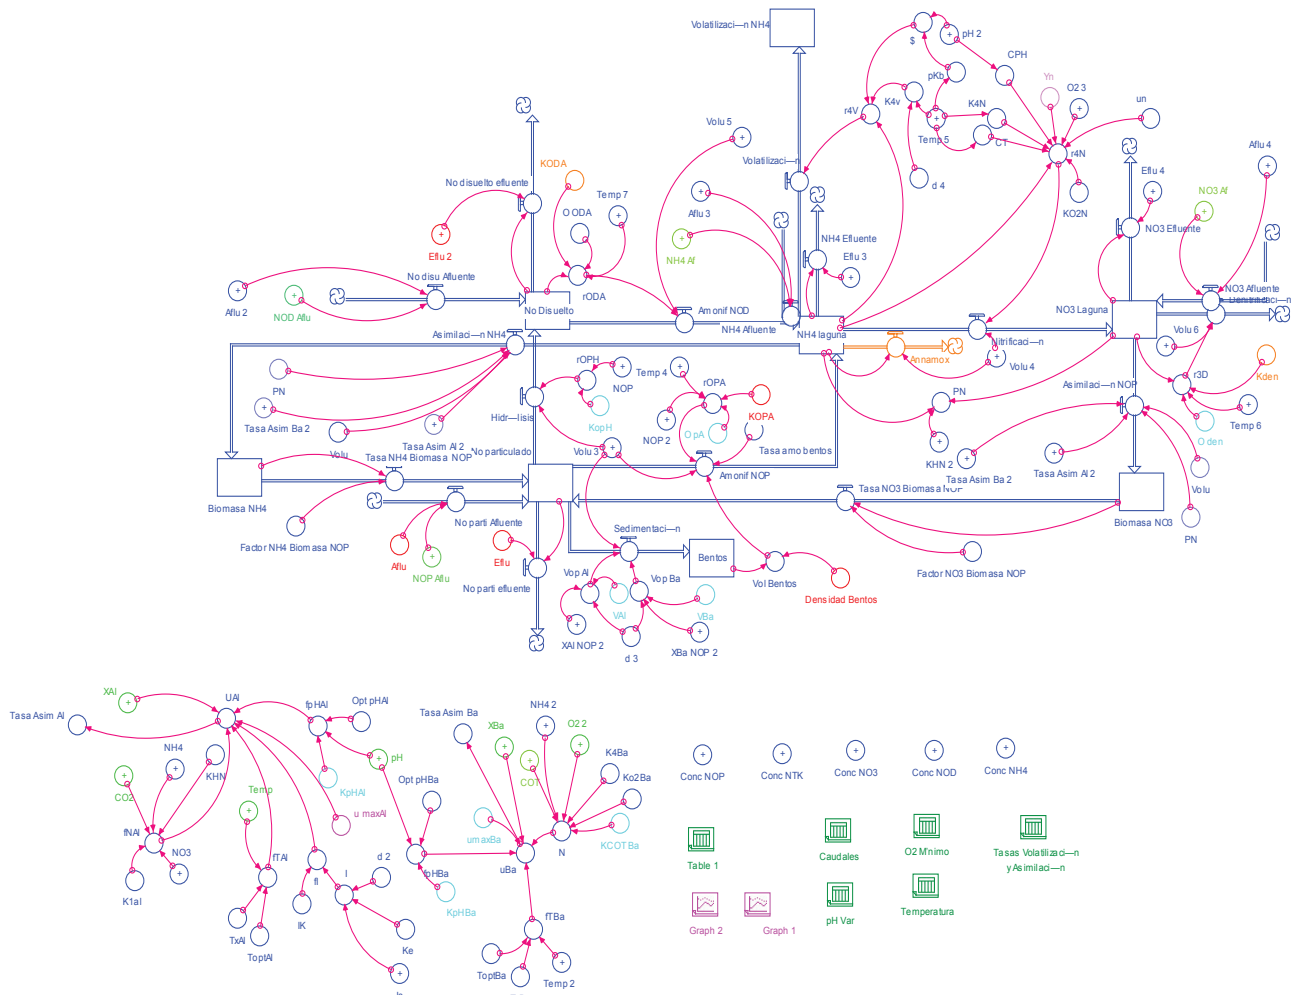 Volatilizaci—n NH4
$
pH 2
CPH
pKb
Yn
O2 3
K4v
K4N
un
r4V
Volu 5
Temp 5
CT
r4N
Aflu 4
Volatilizaci—n
No disuelto efluente
KODA
Temp 7
O ODA
d 4
KO2N
Eflu 4
NO3 Af
Aflu 3
NO3 Efluente
Eflu 2
NH4 Af
NH4 Efluente
Eflu 3
No disu Afluente
rODA
NO3 Afluente
Denitrificaci—n
Aflu 2
NOD Aflu
No Disuelto
Amonif NOD
NH4 Afluente
NH4 laguna
NO3 Laguna
Asimilaci—n NH4
Nitrificaci—n
Volu 6
Annamox
Volu 4
rOPH
NOP
Temp 4
rOPA
r3D
Kden
PN
PN
Asimilaci—n NOP
Tasa Asim Ba 2
Hidr—lisis
KopH
NOP 2
OpA
KOPA
Temp 6
O den
Volu
Tasa Asim Al 2
Tasa NH4 Biomasa NOP
No particulado
Volu 3
Tasa amo bentos
KHN 2
Tasa Asim Ba 2
Tasa Asim Al 2
Volu
Amonif NOP
Biomasa NH4
No parti Afluente
Tasa NO3 Biomasa NOP
Biomasa NO3
PN
Factor NH4 Biomasa NOP
Sedimentaci—n
Aflu
NOP Aflu
Eflu
Bentos
Factor NO3 Biomasa NOP
No parti efluente
Vop Al
Vop Ba
Vol Bentos
Densidad Bentos
VAl
VBa
XAl NOP 2
d 3
XBa NOP 2
XAl
UAl
fpHAl
Opt pHAl
Tasa Asim Al
Tasa Asim Ba
NH4 2
XBa
O2 2
NH4
KHN
pH
COT
K4Ba
Conc NOP
Conc NTK
Conc NO3
Conc NOD
Conc NH4
CO2
Temp
KpHAl
Opt pHBa
Ko2Ba
u maxAl
umaxBa
KCOT Ba
fNAl
NO3
fTAl
fI
I
d 2
fpHBa
uBa
N
K1al
KpHBa
IK
TxAl
ToptAl
Ke
fTBa
ToptBa
Temp 2
Table 1
Caudales
O2 M'nimo
Tasas Volatilizaci—n
y Asimilaci—n
Graph 2
Graph 1
pH Var
Temperatura